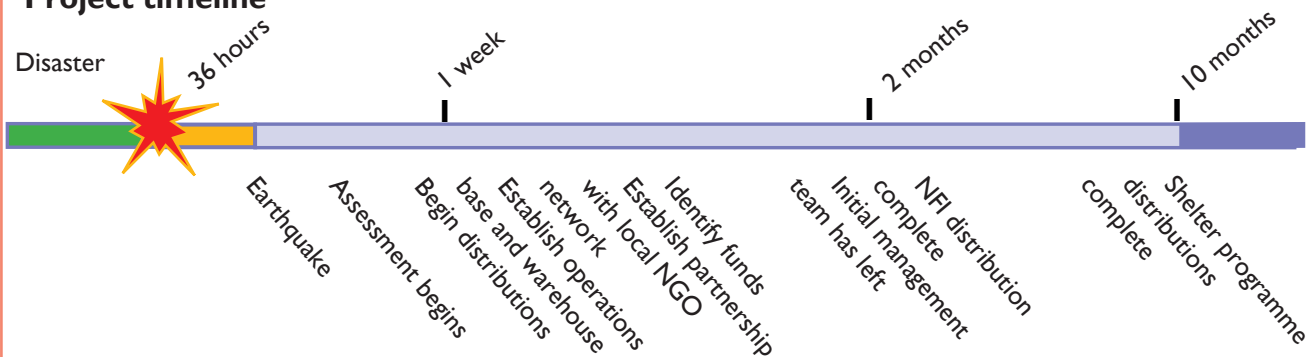 Project timeline
Disaster
36 hours
1 week
2 months
10 months
Earthquake
Assessment begins
Begin distributions
Establish operations
base and warehouse
Establish partnership
with local NGO
network
Identify funds
Initial management
team has left
NFI distribution
complete
Shelter programme
distributions
complete